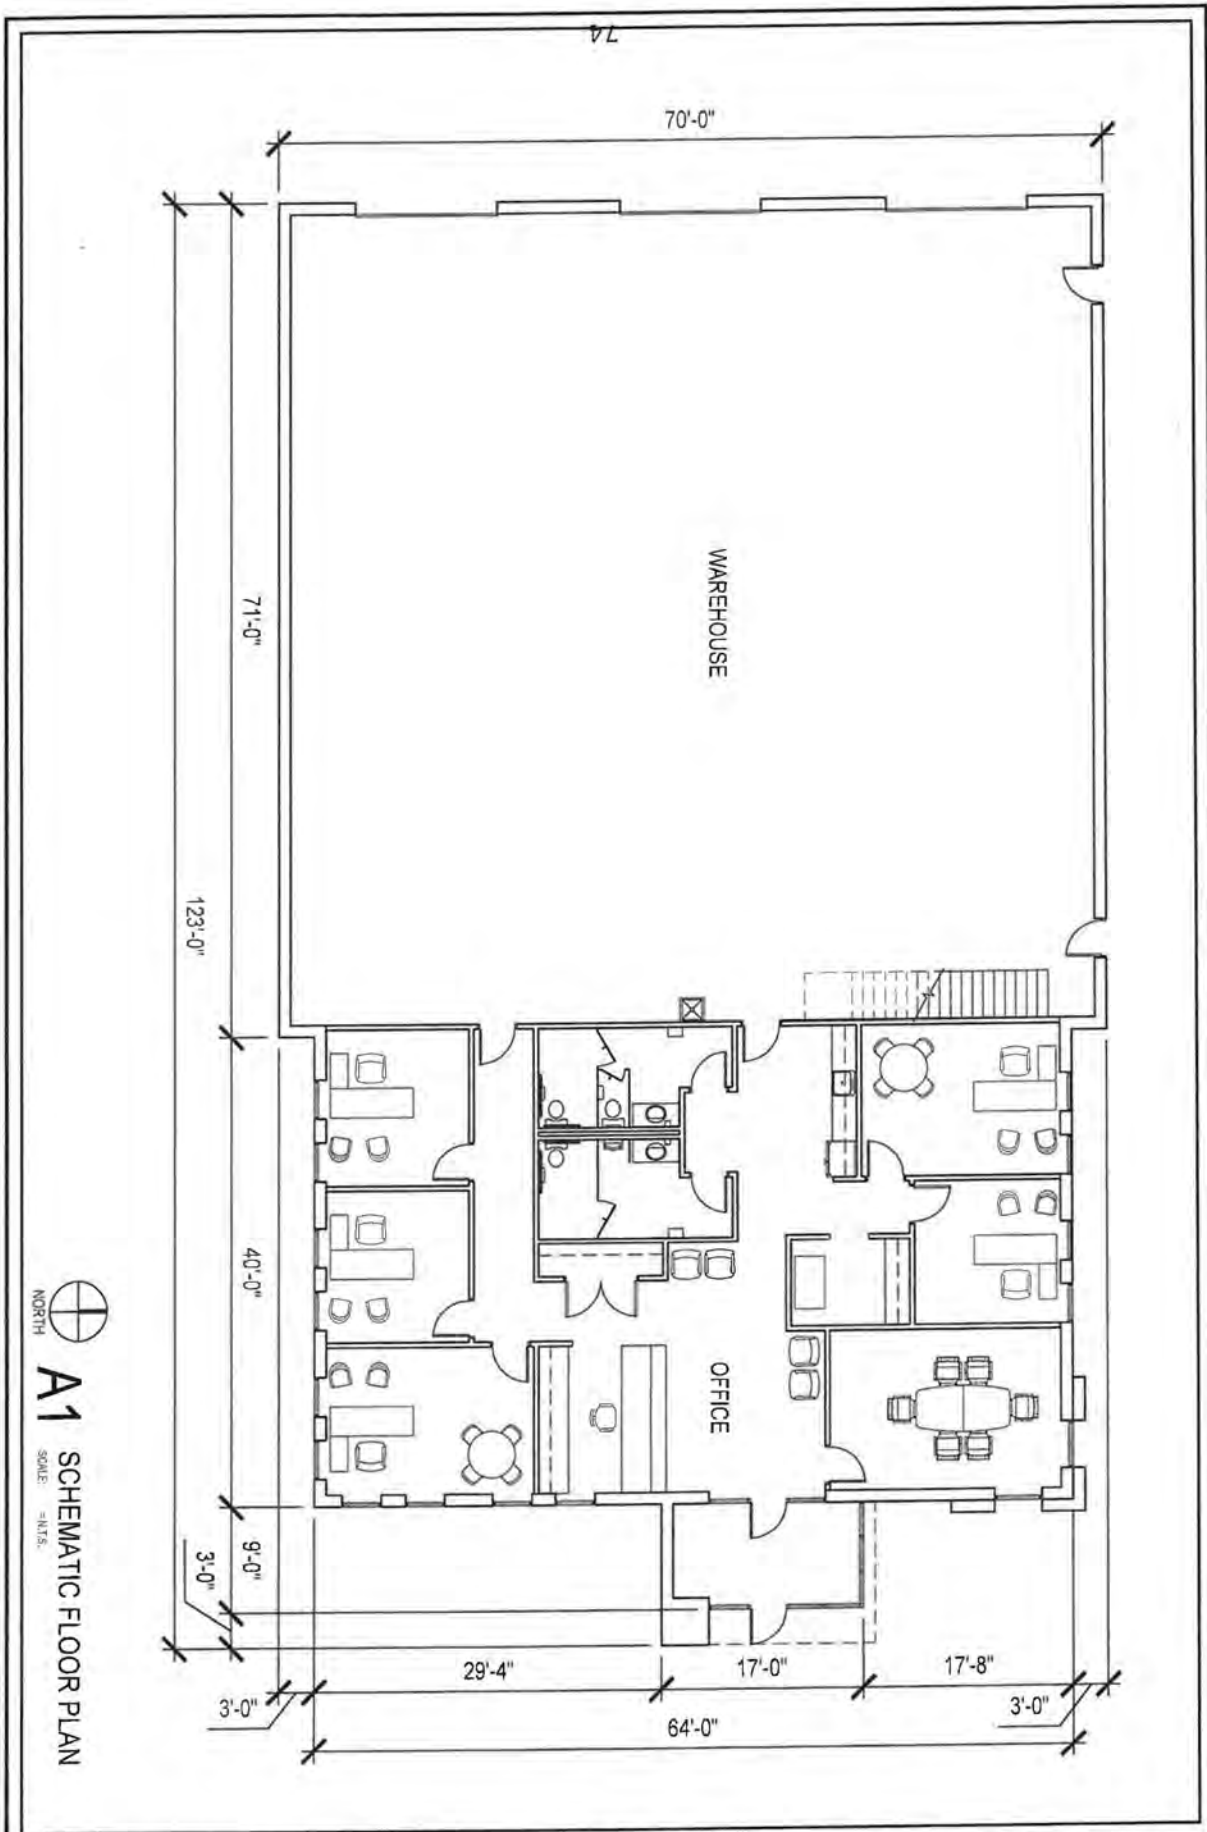 74
70'-0"
WAREHOUSE
71'-0"
123'-0"
40'-0"
OFFICE
9'-0"
3'-0"
29'-4"
17'-0"
17'-8"
3'-0"
3'-0"
64'-0"
NORTH
A1
SCHEMATIC FLOOR PLAN
SCALE: =N.T.S.